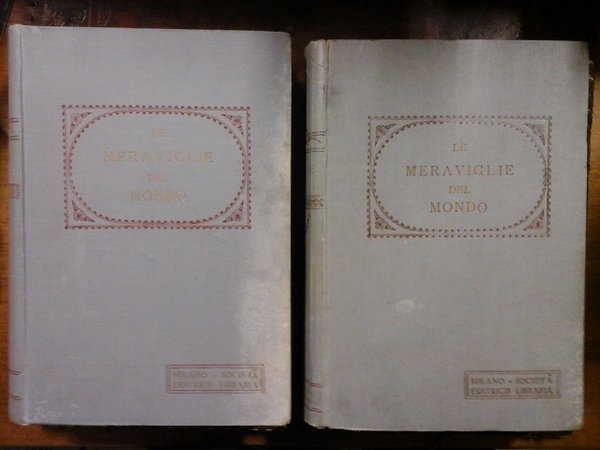 LE
MERAVIGLIE
DEL
MONDO
MILANO - SOCIETÀ
EDITRICE LIBRARIA
LE
MERAVIGLIE
DEL
MONDO
MILANO - SOCIETÀ
EDITRICE LIBRARIA